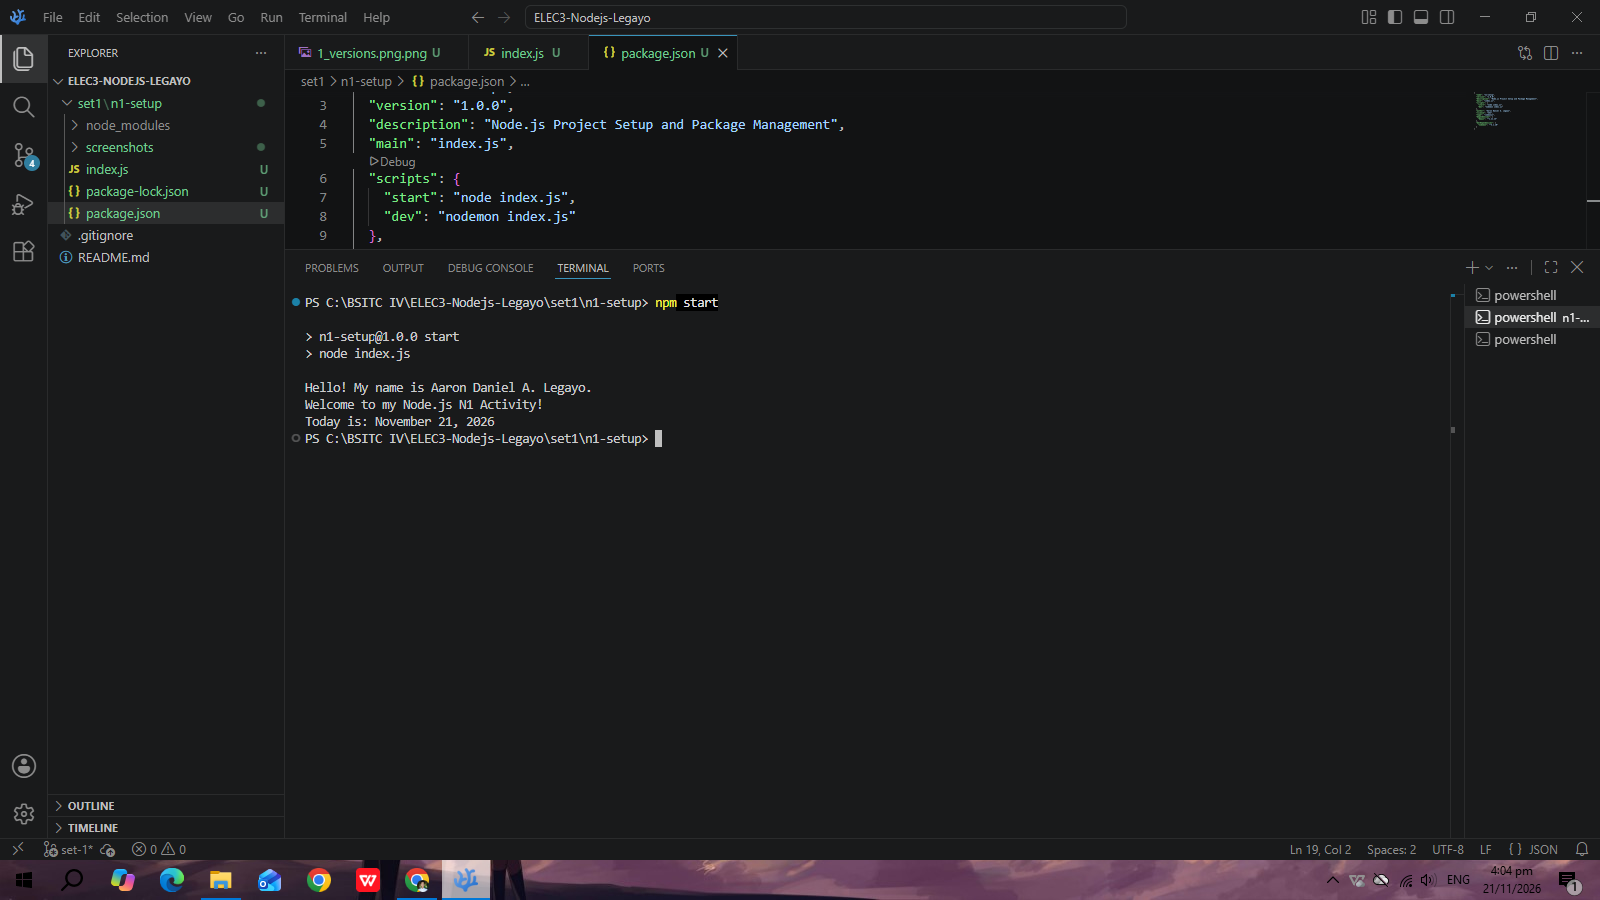 File Edit Selection View Go Run Terminal Help
ELEC3-Nodejs-Legayo
EXPLORER
ELEC3-NODEJS-LEGAYO
set1\n1-setup
node_modules
screenshots
JS index.js U
{} package-lock.json U
{} package.json U
.gitignore
README.md
OUTLINE
TIMELINE
4
1_versions.png.png U
JS index.js U
{} package.json U
set1 > n1-setup > {} package.json > ...
3 "version": "1.0.0",
4 "description": "Node.js Project Setup and Package Management",
5 "main": "index.js",
Debug
6 "scripts": {
7 "start": "node index.js",
8 "dev": "nodemon index.js"
9 },
PROBLEMS OUTPUT DEBUG CONSOLE TERMINAL PORTS
PS C:\BSITC IV\ELEC3-Nodejs-Legayo\set1\n1-setup> npm start
> n1-setup@1.0.0 start
> node index.js
Hello! My name is Aaron Daniel A. Legayo.
Welcome to my Node.js N1 Activity!
Today is: November 21, 2026
PS C:\BSITC IV\ELEC3-Nodejs-Legayo\set1\n1-setup>
powershell
powershell n1-...
powershell
set-1* 0 0
Ln 19, Col 2 Spaces: 2 UTF-8 LF {} JSON
ENG
4:04 pm
21/11/2026
1